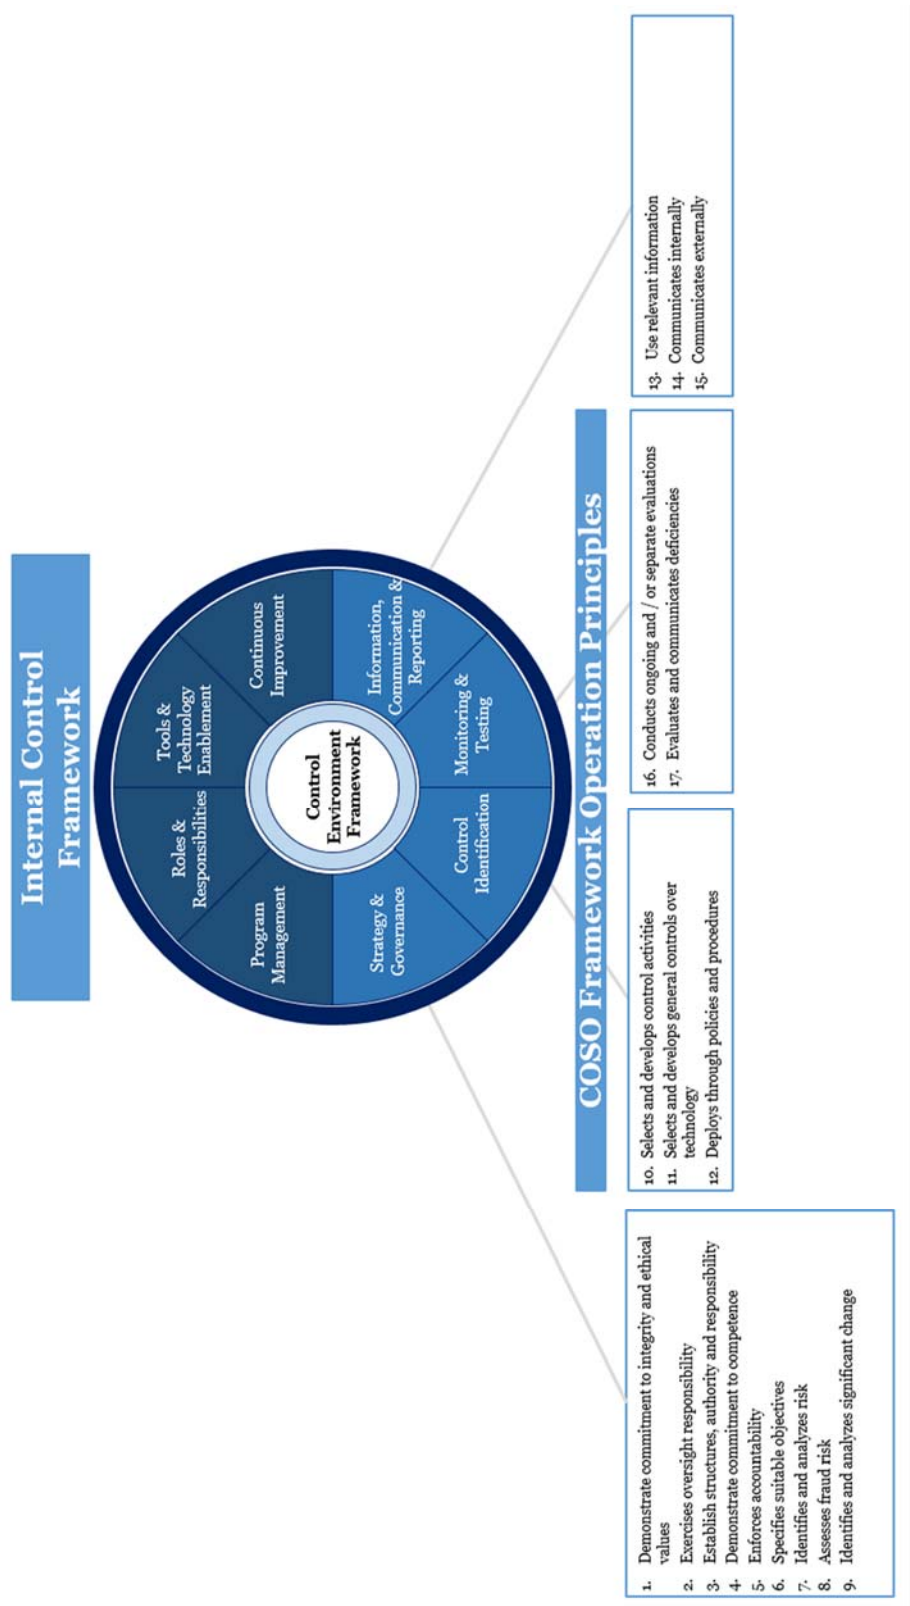 Internal Control
Framework
Roles &
Responsibilities
Tools &
Technology
Enablement
Program
Management
Continuous
Improvement
Control
Environment
Framework
Strategy &
Governance
Information,
Communication &
Reporting
Control
Identification
Monitoring &
Testing
COSO Framework Operation Principles
1. Demonstrate commitment to integrity and ethical
values
2. Exercises oversight responsibility
3. Establish structures, authority and responsibility
4. Demonstrate commitment to competence
5. Enforces accountability
6. Specifies suitable objectives
7. Identifies and analyzes risk
8. Assesses fraud risk
9. Identifies and analyzes significant change
10. Selects and develops control activities
11. Selects and develops general controls over
technology
12. Deploys through policies and procedures
16. Conducts ongoing and / or separate evaluations
17. Evaluates and communicates deficiencies
13. Use relevant information
14. Communicates internally
15. Communicates externally